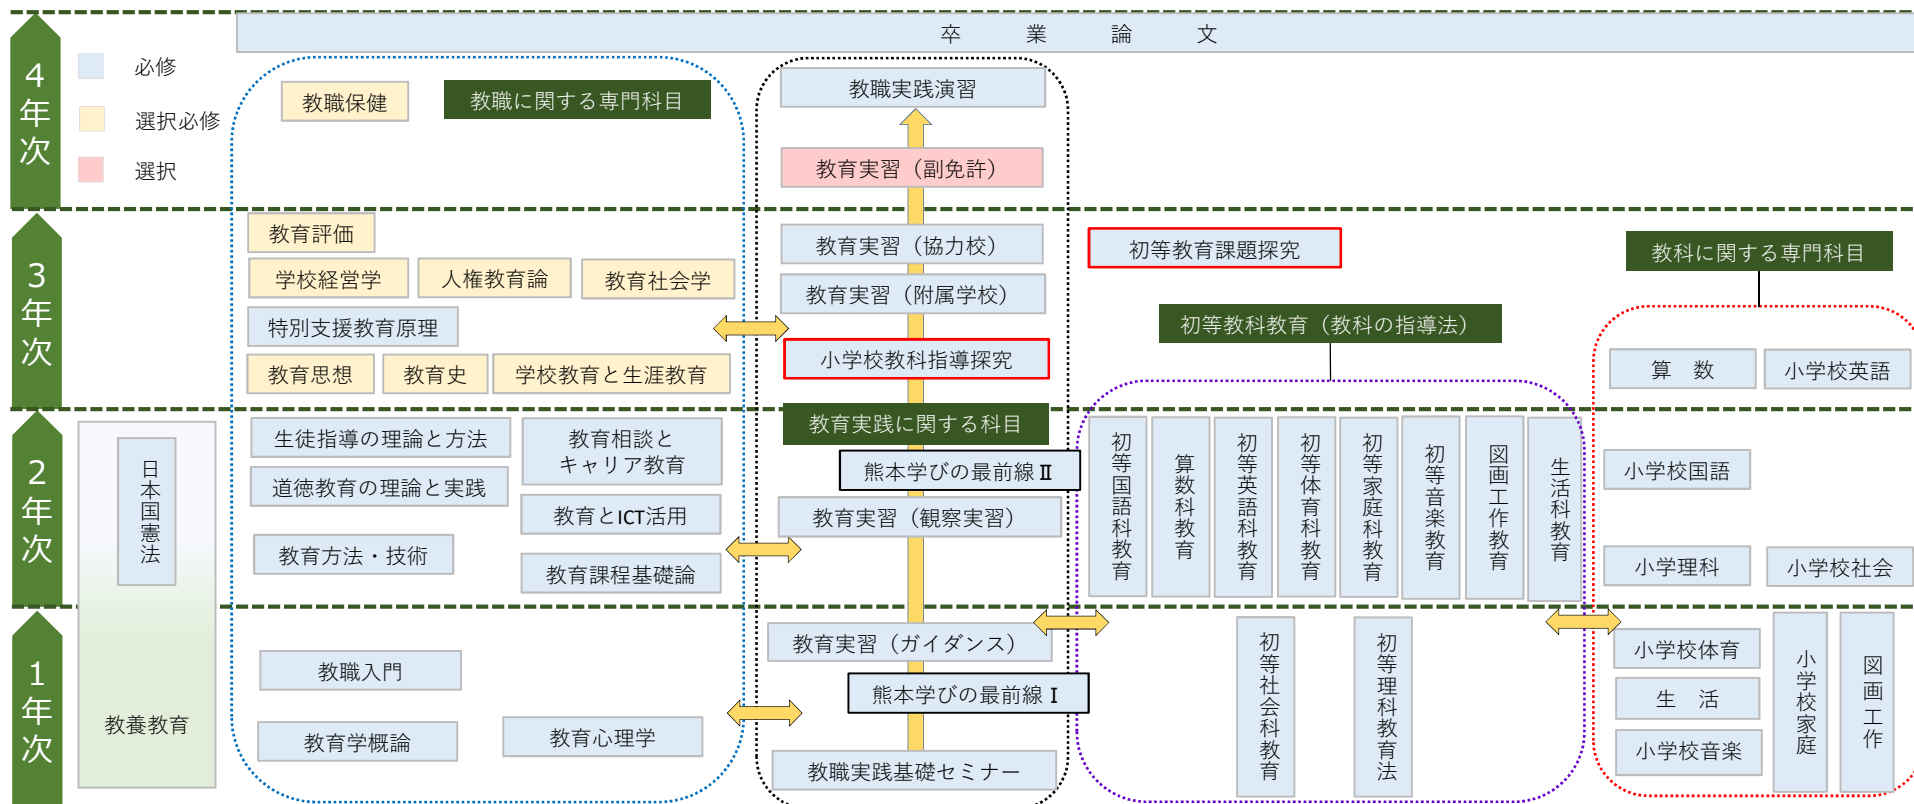 卒業論文
4年次
必修
選択必修
選択
教職保健
教職に関する専門科目
教職実践演習
教育実習（副免許）
3年次
教育評価
学校経営学
人権教育論
教育社会学
特別支援教育原理
教育思想
教育史
学校教育と生涯教育
教育実習（協力校）
教育実習（附属学校）
小学校教科指導探究
初等教育課題探究
初等教科教育（教科の指導法）
教科に関する専門科目
算　数
小学校英語
2年次
日本国憲法
生徒指導の理論と方法
教育相談と
キャリア教育
道徳教育の理論と実践
教育とICT活用
教育方法・技術
教育課程基礎論
教育実践に関する科目
熊本学びの最前線Ⅱ
教育実習（観察実習）
初等国語科教育
算数科教育
初等英語科教育
初等体育科教育
初等家庭科教育
初等音楽教育
図画工作教育
生活科教育
小学校国語
小学理科
小学校社会
1年次
教養教育
教職入門
教育学概論
教育心理学
教育実習（ガイダンス）
熊本学びの最前線Ⅰ
教職実践基礎セミナー
初等社会科教育
初等理科教育法
小学校体育
生　活
小学校音楽
小学校家庭
図画工作